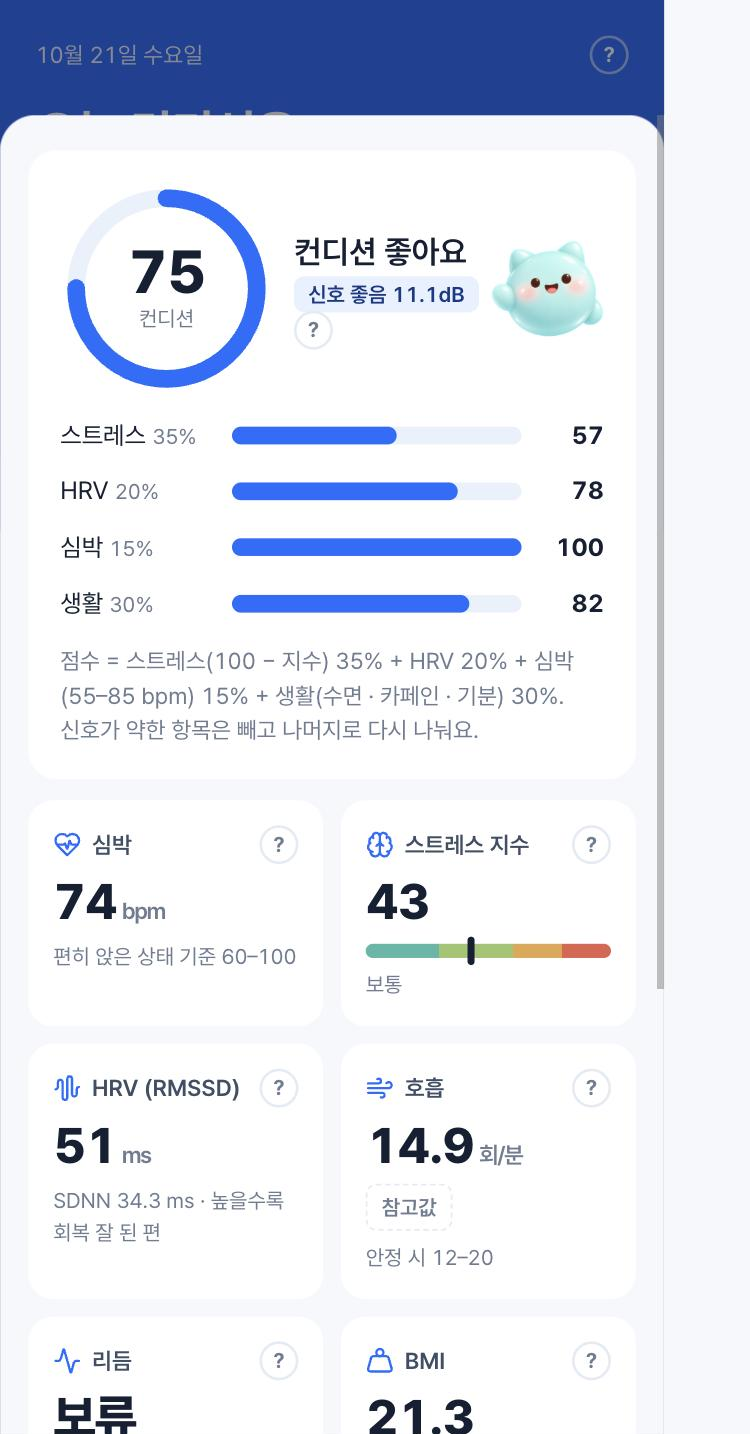 10월 21일 수요일
?
75
컨디션
컨디션 좋아요
신호 좋음 11.1dB
?
스트레스 35% 57
HRV 20% 78
심박 15% 100
생활 30% 82
점수 = 스트레스(100 − 지수) 35% + HRV 20% + 심박
(55–85 bpm) 15% + 생활(수면 · 카페인 · 기분) 30%.
신호가 약한 항목은 빼고 나머지로 다시 나눠요.
심박 ?
74 bpm
편히 앉은 상태 기준 60–100
스트레스 지수 ?
43
보통
HRV (RMSSD) ?
51 ms
SDNN 34.3 ms · 높을수록
회복 잘 된 편
호흡 ?
14.9 회/분
참고값
안정 시 12–20
리듬 ?
보류
BMI ?
21.3